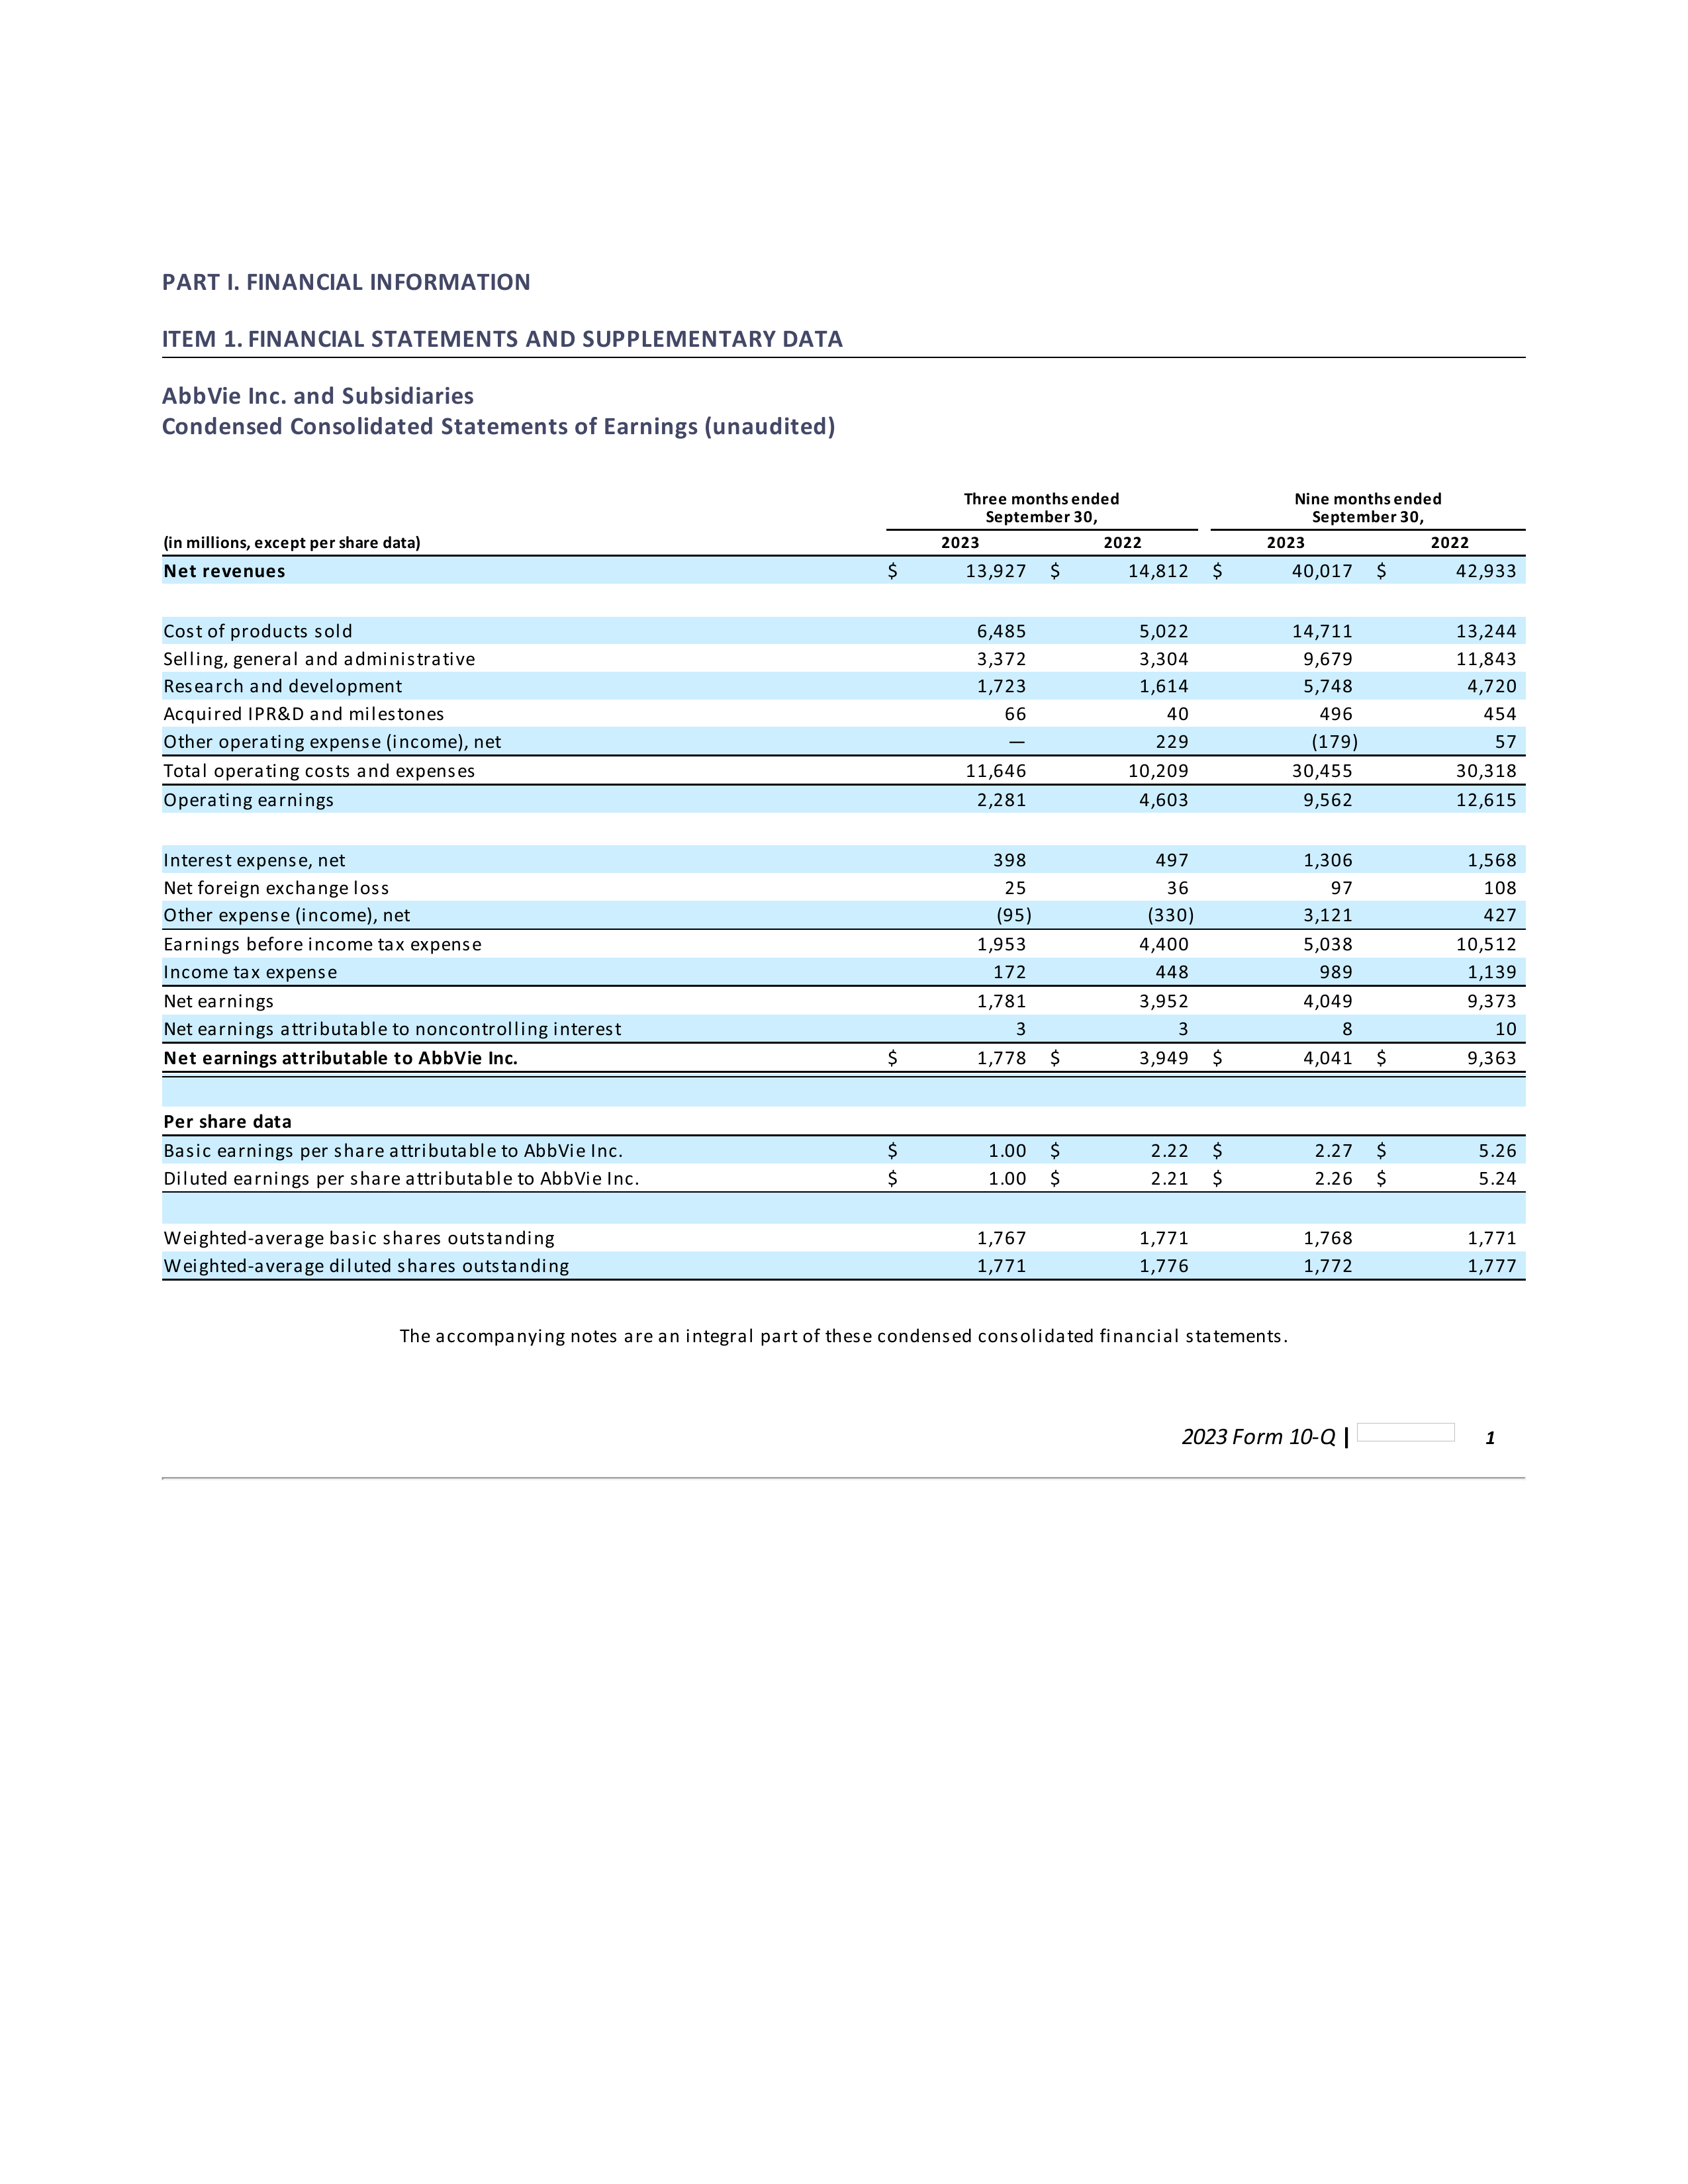 PART I. FINANCIAL INFORMATION
ITEM 1. FINANCIAL STATEMENTS AND SUPPLEMENTARY DATA
AbbVie Inc. and Subsidiaries
Condensed Consolidated Statements of Earnings (unaudited)
Three months ended Nine months ended
September 30, September 30,
(in millions, except per share data) 2023 2022 2023 2022
Net revenues $ 13,927 $ 14,812 $ 40,017 $ 42,933
Cost of products sold 6,485 5,022 14,711 13,244
Selling, general and administrative 3,372 3,304 9,679 11,843
Research and development 1,723 1,614 5,748 4,720
Acquired IPR&D and milestones 66 40 496 454
Other operating expense (income), net — 229 (179) 57
Total operating costs and expenses 11,646 10,209 30,455 30,318
Operating earnings 2,281 4,603 9,562 12,615
Interest expense, net 398 497 1,306 1,568
Net foreign exchange loss 25 36 97 108
Other expense (income), net (95) (330) 3,121 427
Earnings before income tax expense 1,953 4,400 5,038 10,512
Income tax expense 172 448 989 1,139
Net earnings 1,781 3,952 4,049 9,373
Net earnings attributable to noncontrolling interest 3 3 8 10
Net earnings attributable to AbbVie Inc. $ 1,778 $ 3,949 $ 4,041 $ 9,363
Per share data
Basic earnings per share attributable to AbbVie Inc. $ 1.00 $ 2.22 $ 2.27 $ 5.26
Diluted earnings per share attributable to AbbVie Inc. $ 1.00 $ 2.21 $ 2.26 $ 5.24
Weighted-average basic shares outstanding 1,767 1,771 1,768 1,771
Weighted-average diluted shares outstanding 1,771 1,776 1,772 1,777
The accompanying notes are an integral part of these condensed consolidated financial statements.
2023 Form 10-Q | 1